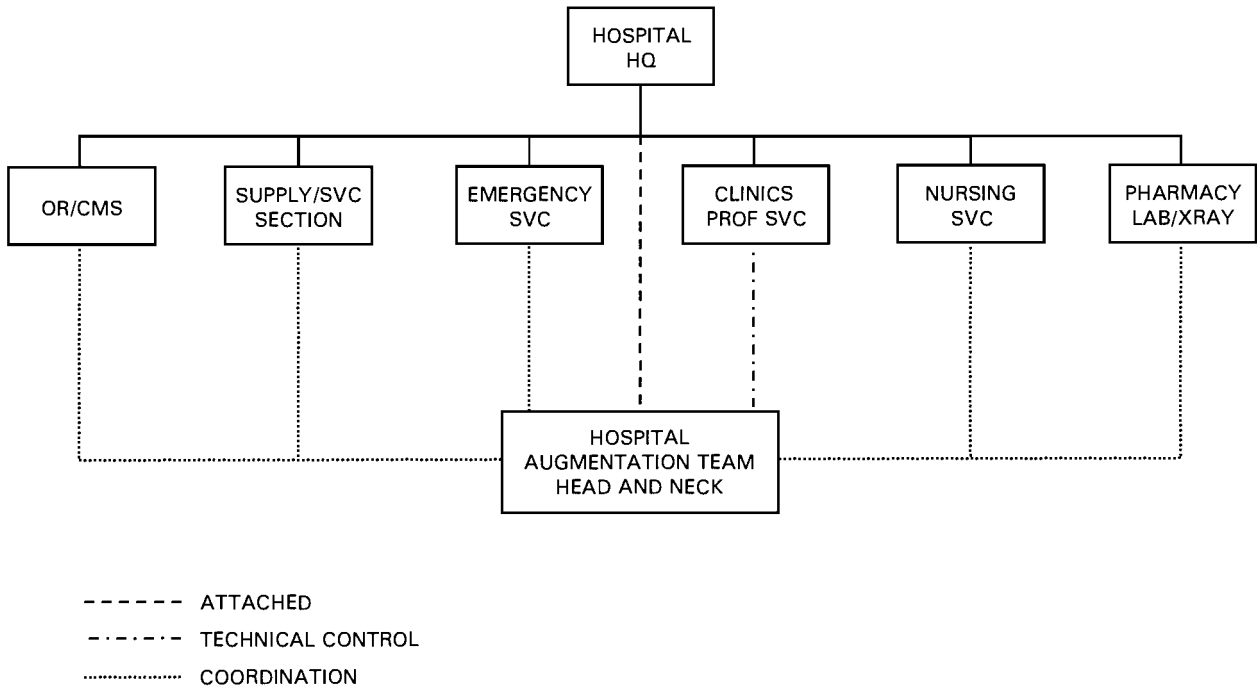 HOSPITAL
HQ
OR/CMS
SUPPLY/SVC
SECTION
EMERGENCY
SVC
CLINICS
PROF SVC
NURSING
SVC
PHARMACY
LAB/XRAY
HOSPITAL
AUGMENTATION TEAM
HEAD AND NECK
ATTACHED
TECHNICAL CONTROL
COORDINATION